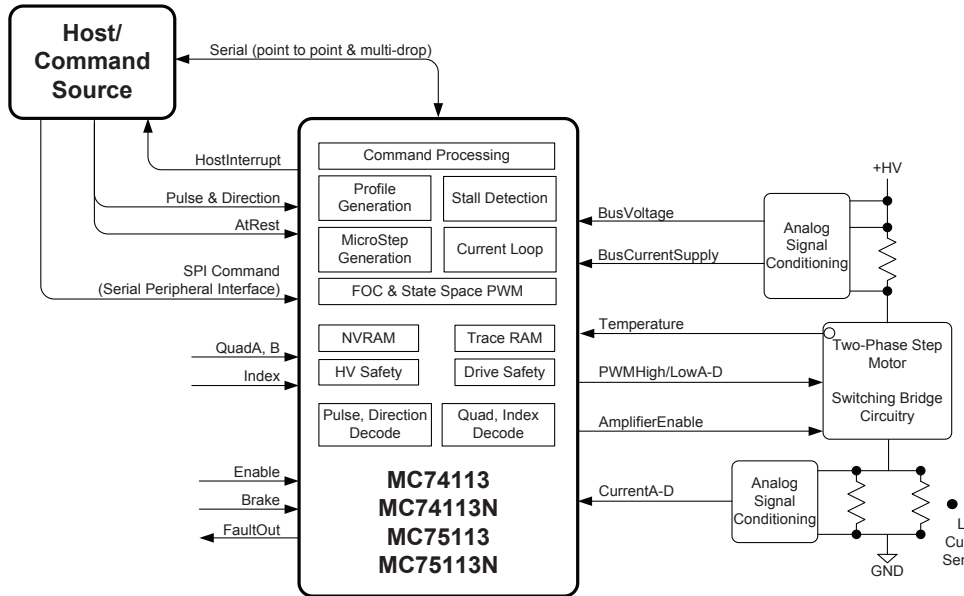 Host/
Command
Source
Serial (point to point & multi-drop)
HostInterrupt
Pulse & Direction
AtRest
SPI Command
(Serial Peripheral Interface)
QuadA, B
Index
Enable
Brake
FaultOut
Command Processing
Profile
Generation
Stall Detection
MicroStep
Generation
Current Loop
FOC & State Space PWM
NVRAM
Trace RAM
HV Safety
Drive Safety
Pulse, Direction
Decode
Quad, Index
Decode
MC74113
MC74113N
MC75113
MC75113N
BusVoltage
BusCurrentSupply
Temperature
PWMHigh/LowA-D
AmplifierEnable
CurrentA-D
+HV
Analog
Signal
Conditioning
Two-Phase Step
Motor
Switching Bridge
Circuitry
Analog
Signal
Conditioning
GND